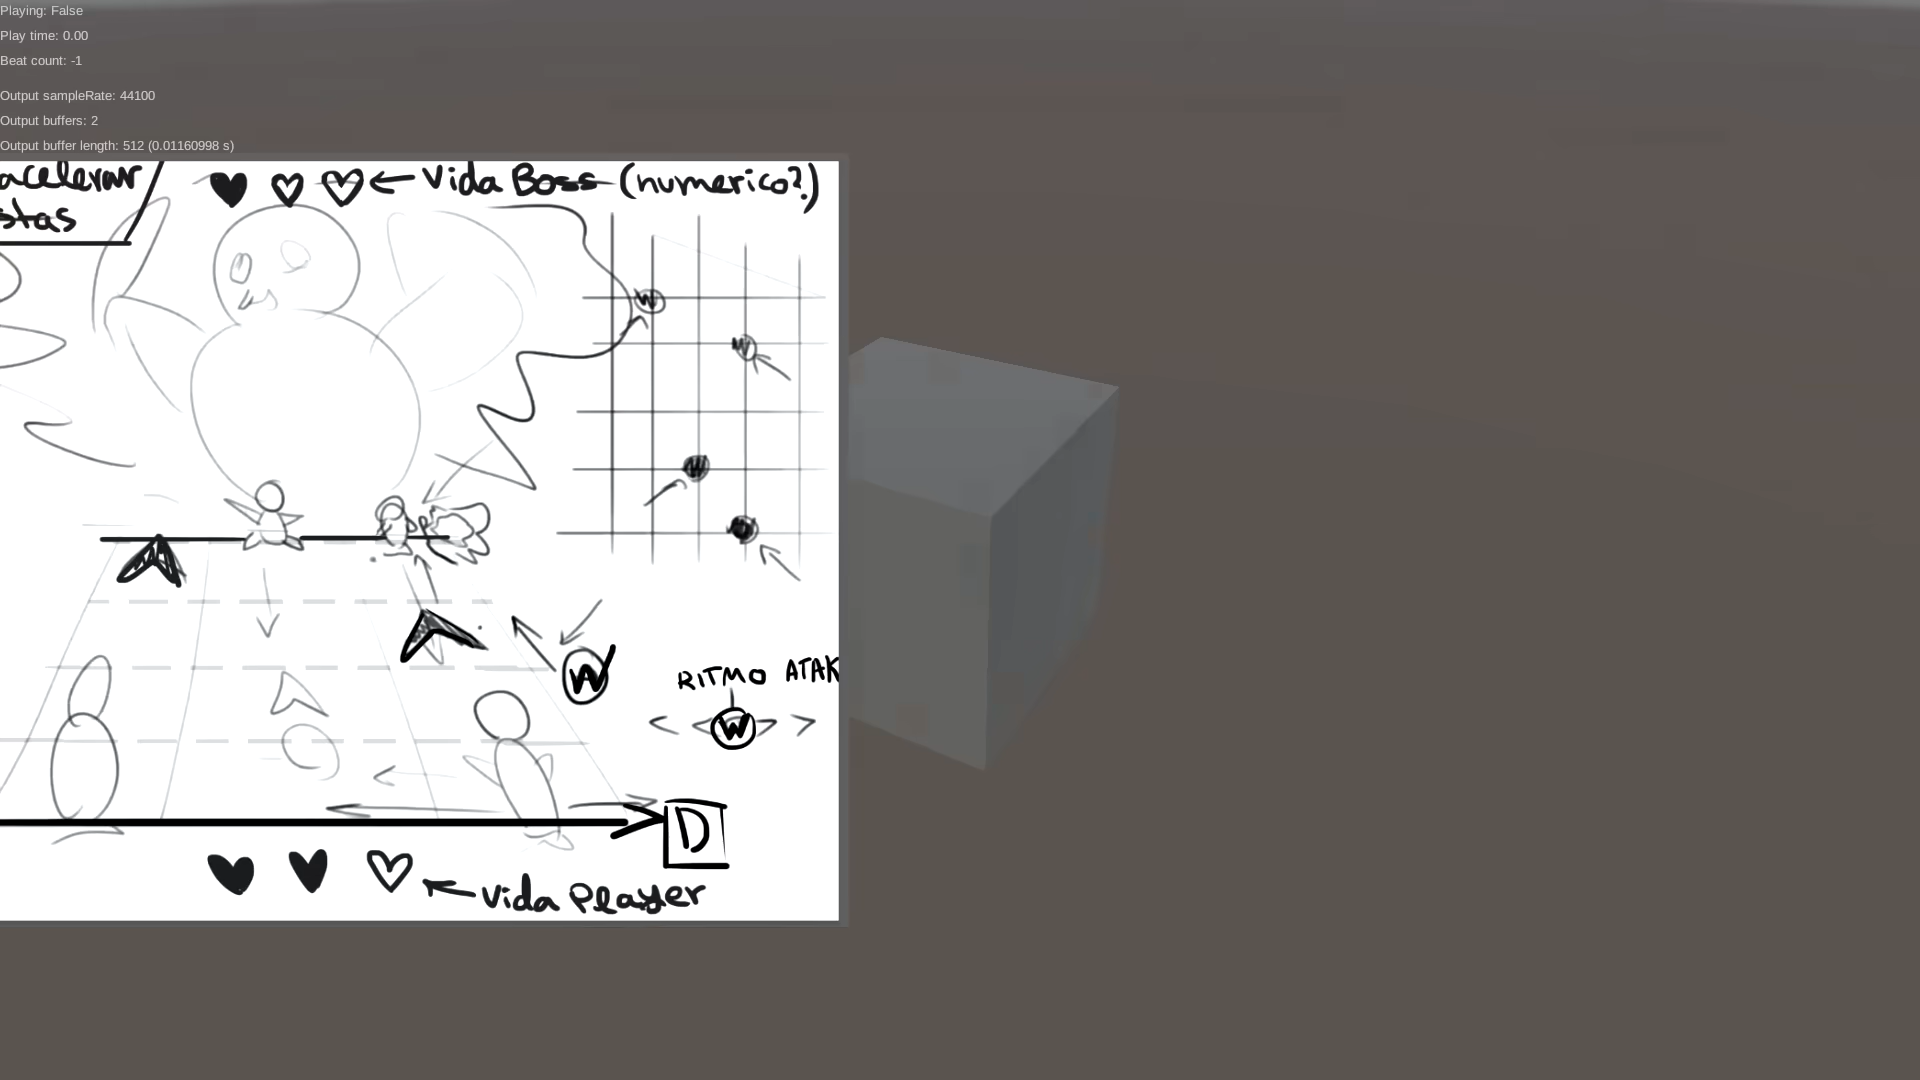 Playing: False
Play time: 0.00
Beat count: -1
Output sampleRate: 44100
Output buffers: 2
Output buffer length: 512 (0.01160998 s)
acelerar
stas
Vida Boss (numerico?)
W
W
W
W
RITMO ATAK
W
D
Vida Player